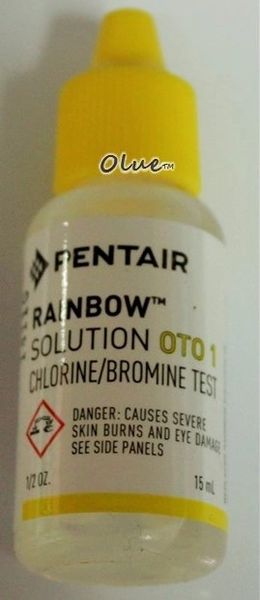 Olue™
PENTAIR
RAINBOW™
SOLUTION OTO 1
CHLORINE/BROMINE TEST
DANGER: CAUSES SEVERE
SKIN BURNS AND EYE DAMAGE
SEE SIDE PANELS
1/2 OZ.
15 mL